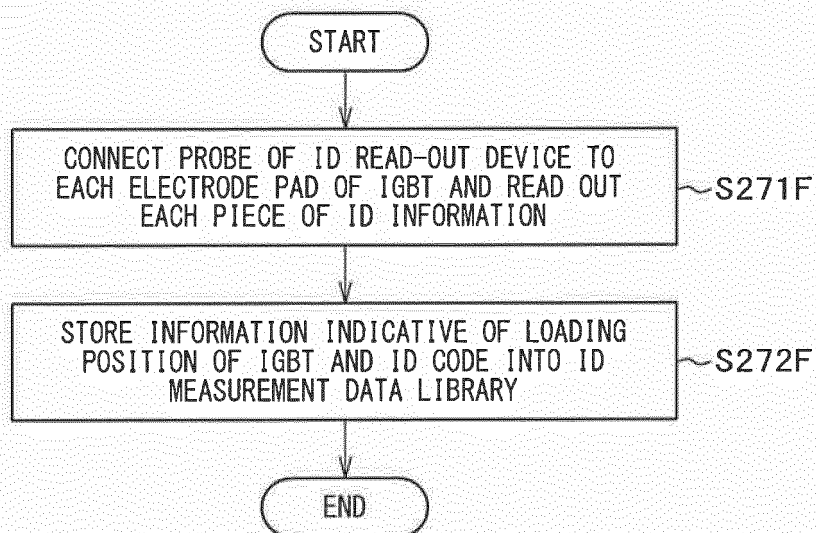 START
CONNECT PROBE OF ID READ-OUT DEVICE TO
EACH ELECTRODE PAD OF IGBT AND READ OUT
EACH PIECE OF ID INFORMATION
S271F
STORE INFORMATION INDICATIVE OF LOADING
POSITION OF IGBT AND ID CODE INTO ID
MEASUREMENT DATA LIBRARY
S272F
END